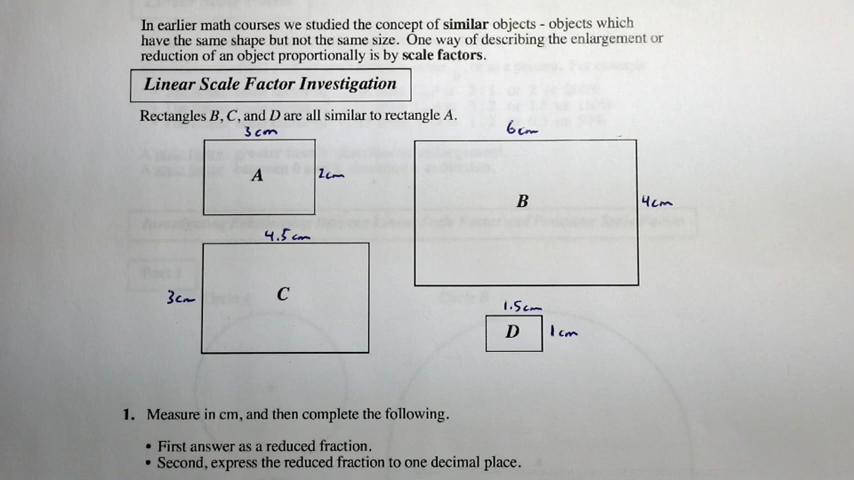 In earlier math courses we studied the concept of similar objects - objects which
have the same shape but not the same size. One way of describing the enlargement or
reduction of an object proportionally is by scale factors.
Linear Scale Factor Investigation
Rectangles B, C, and D are all similar to rectangle A.
3cm
6cm
A
2cm
B
4cm
4.5cm
3cm
C
1.5cm
D
1cm
1. Measure in cm, and then complete the following.
• First answer as a reduced fraction.
• Second, express the reduced fraction to one decimal place.